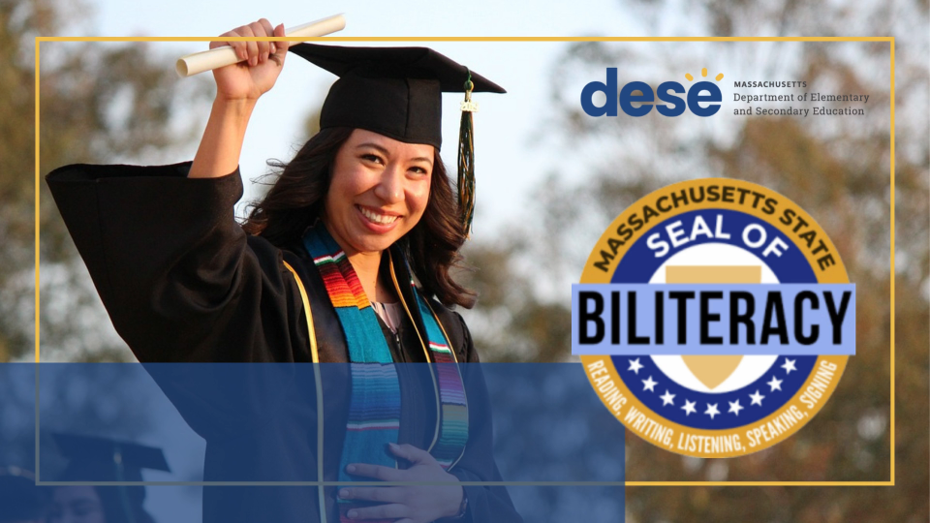 dese
MASSACHUSETTS
Department of Elementary
and Secondary Education
MASSACHUSETTS STATE
SEAL OF
BILITERACY
READING, WRITING, LISTENING, SPEAKING, SIGNING